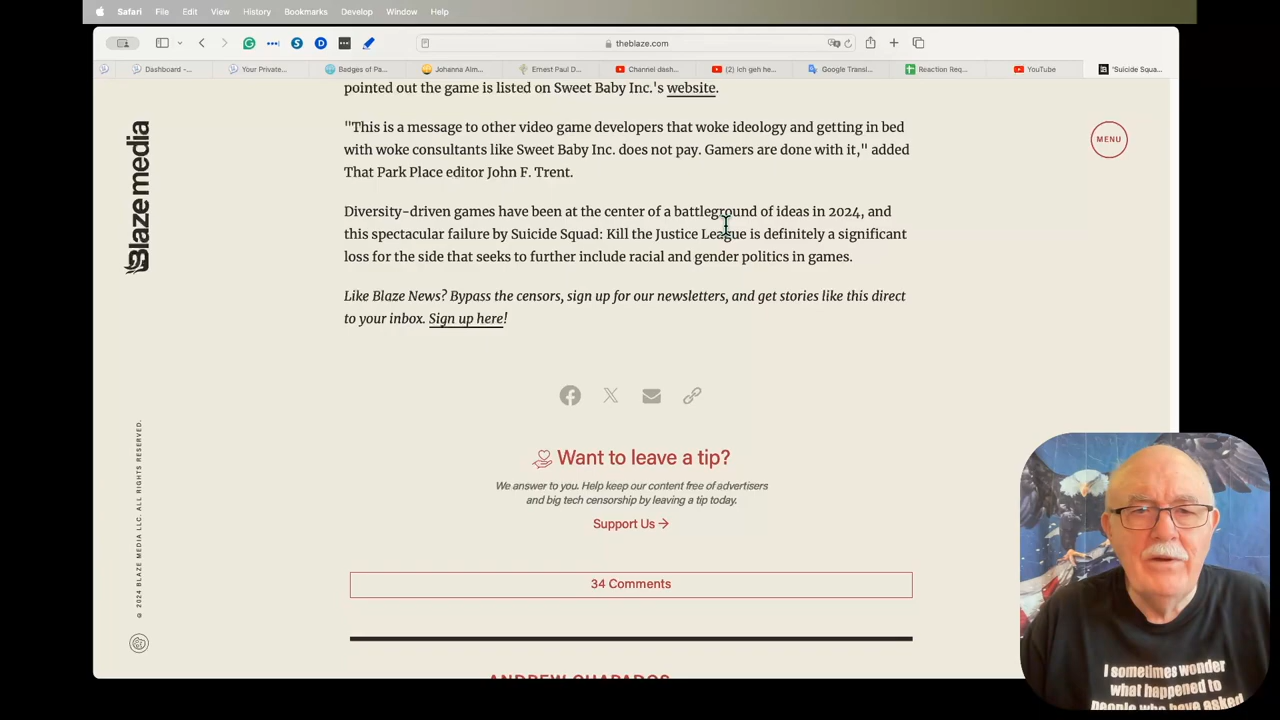 Safari File Edit View History Bookmarks Develop Window Help
theblaze.com
Dashboard –... Your Private... Badges of Pa... Johanna Alm... Ernest Paul D... Channel dash... (2) Ich geh he... Google Transl... Reaction Req... YouTube 'Suicide Squa...
pointed out the game is listed on Sweet Baby Inc.'s website.
"This is a message to other video game developers that woke ideology and getting in bed
with woke consultants like Sweet Baby Inc. does not pay. Gamers are done with it," added
That Park Place editor John F. Trent.
Diversity-driven games have been at the center of a battleground of ideas in 2024, and
this spectacular failure by Suicide Squad: Kill the Justice League is definitely a significant
loss for the side that seeks to further include racial and gender politics in games.
Like Blaze News? Bypass the censors, sign up for our newsletters, and get stories like this direct
to your inbox. Sign up here!
Want to leave a tip?
We answer to you. Help keep our content free of advertisers
and big tech censorship by leaving a tip today.
Support Us →
34 Comments
ANDREW CHAPADOS
Blaze media
© 2024 BLAZE MEDIA LLC. ALL RIGHTS RESERVED.
MENU
I sometimes wonder
what happened to
people who have asked